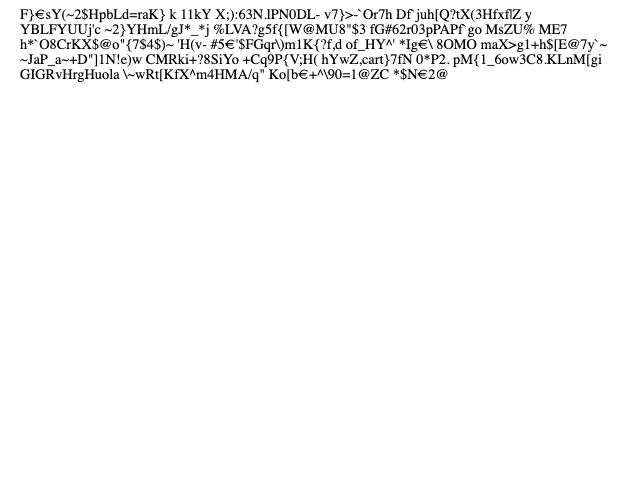 F}€sY(~2$HpbLd=raK} k 11kY X;):63N.lPN0DL- v7}>-`Or7h Df`juh[Q?tX(3HfxflZ y
YBLFYUUj'c ~2}YHmL/gJ*_*j %LVA?g5f{[W@MU8"$3 fG#62r03pPAPf`go MsZU% ME7
h*`O8CrKX$@o"{7$4$)~ 'H(v- #5€'$FGqr\)m1K{?f,d of_HY^' *Ig€\ 8OMO maX>g1+h$[E@7y`~
~JaP_a~+D"]1N!e)w CMRki+?8SiYo +Cq9P{V;H( hYwZ,cart}7fN 0*P2. pM{1_6ow3C8.KLnM[gi
GIGRvHrgHuola \~wRt[KfX^m4HMA/q" Ko[b€+^\90=1@ZC *$N€2@